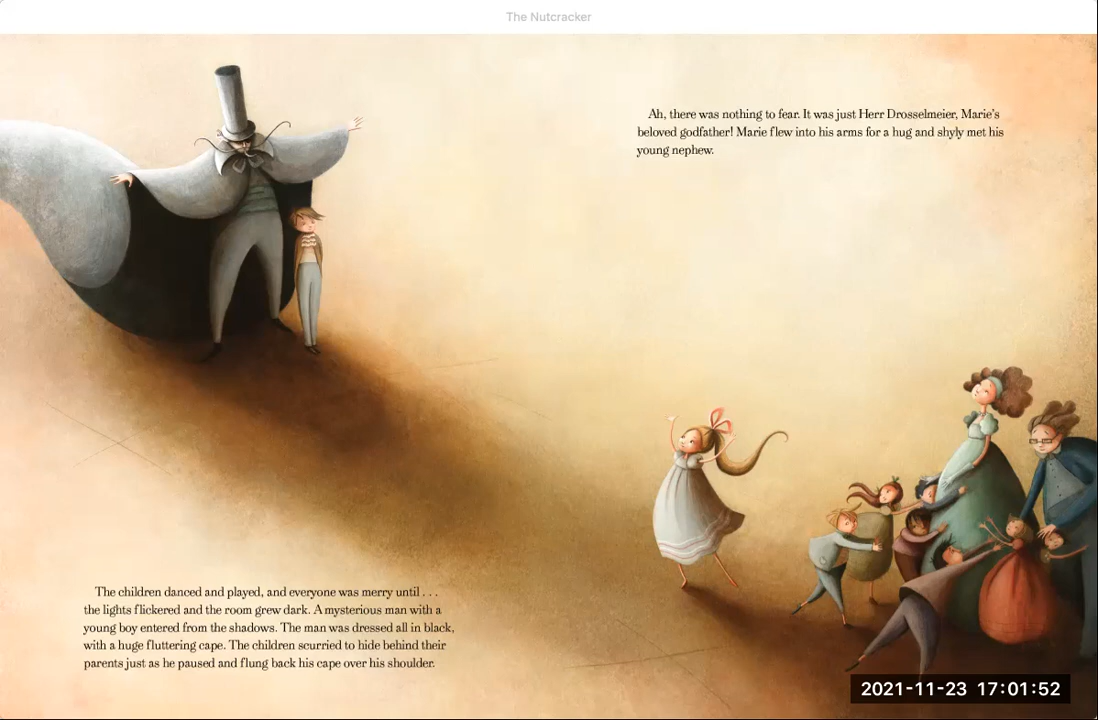 The Nutcracker
The children danced and played, and everyone was merry until . . .
the lights flickered and the room grew dark. A mysterious man with a
young boy entered from the shadows. The man was dressed all in black,
with a huge fluttering cape. The children scurried to hide behind their
parents just as he paused and flung back his cape over his shoulder.
Ah, there was nothing to fear. It was just Herr Drosselmeier, Marie's
beloved godfather! Marie flew into his arms for a hug and shyly met his
young nephew.
2021-11-23 17:01:52